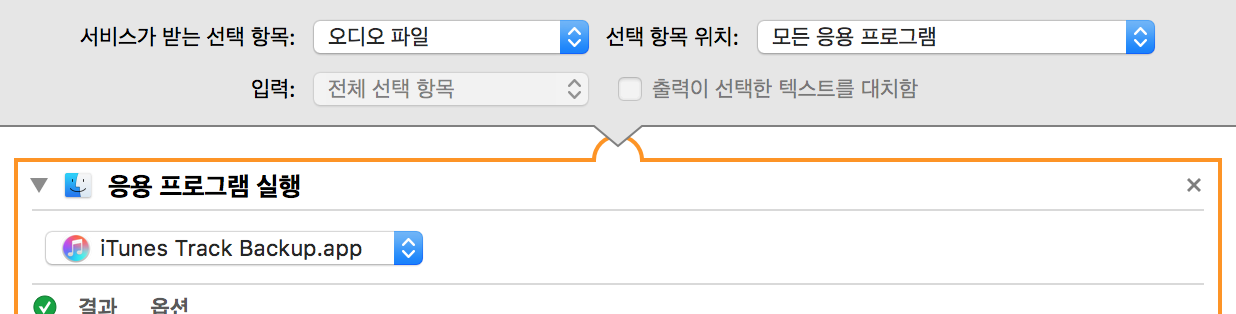 서비스가 받는 선택 항목: 오디오 파일 선택 항목 위치: 모든 응용 프로그램
입력: 전체 선택 항목 출력이 선택한 텍스트를 대치함
응용 프로그램 실행
iTunes Track Backup.app
결과 옵션